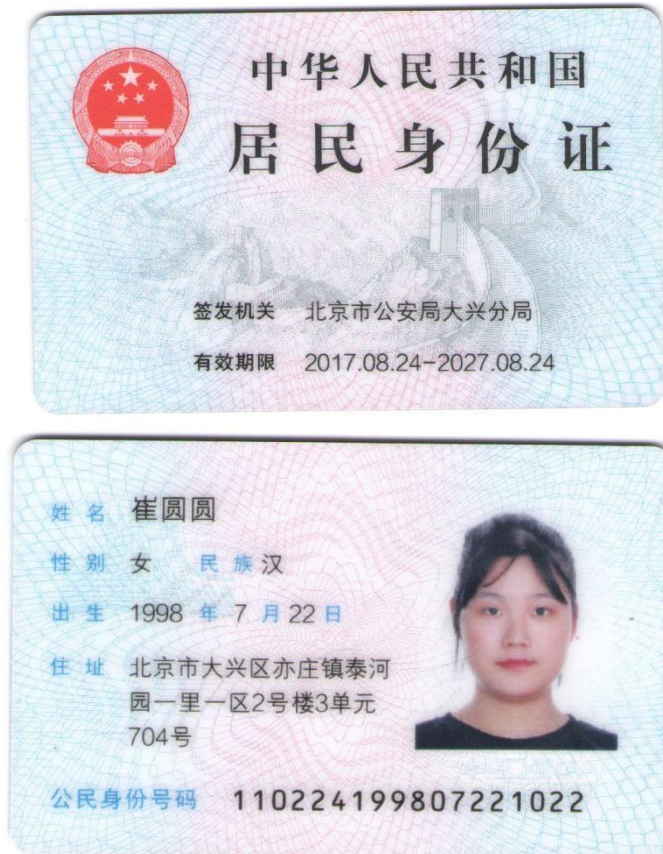 中华人民共和国
居民身份证
签发机关 北京市公安局大兴分局
有效期限 2017.08.24-2027.08.24
姓名 崔圆圆
性别 女 民族 汉
出生 1998 年 7 月 22 日
住址 北京市大兴区亦庄镇泰河
园一里一区2号楼3单元
704号
公民身份号码 110224199807221022